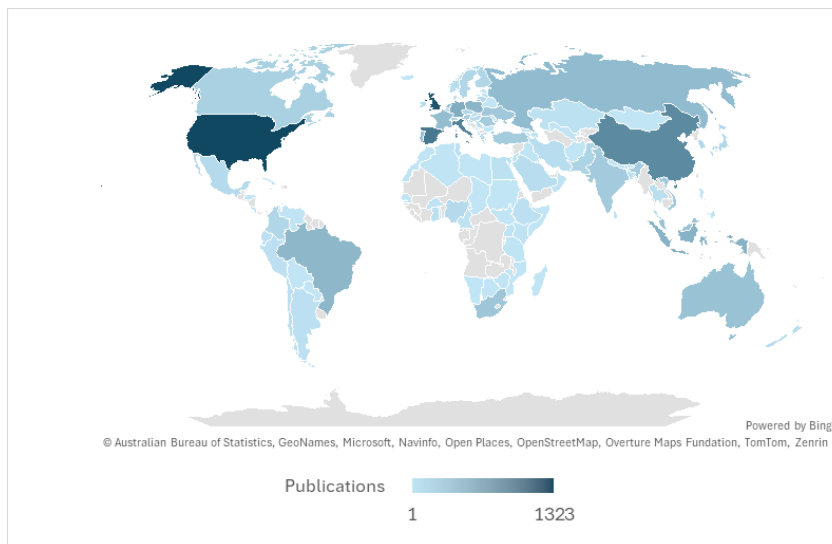 Powered by Bing
© Australian Bureau of Statistics, GeoNames, Microsoft, Navinfo, Open Places, OpenStreetMap, Overture Maps Fundation, TomTom, Zenrin
Publications
1 1323